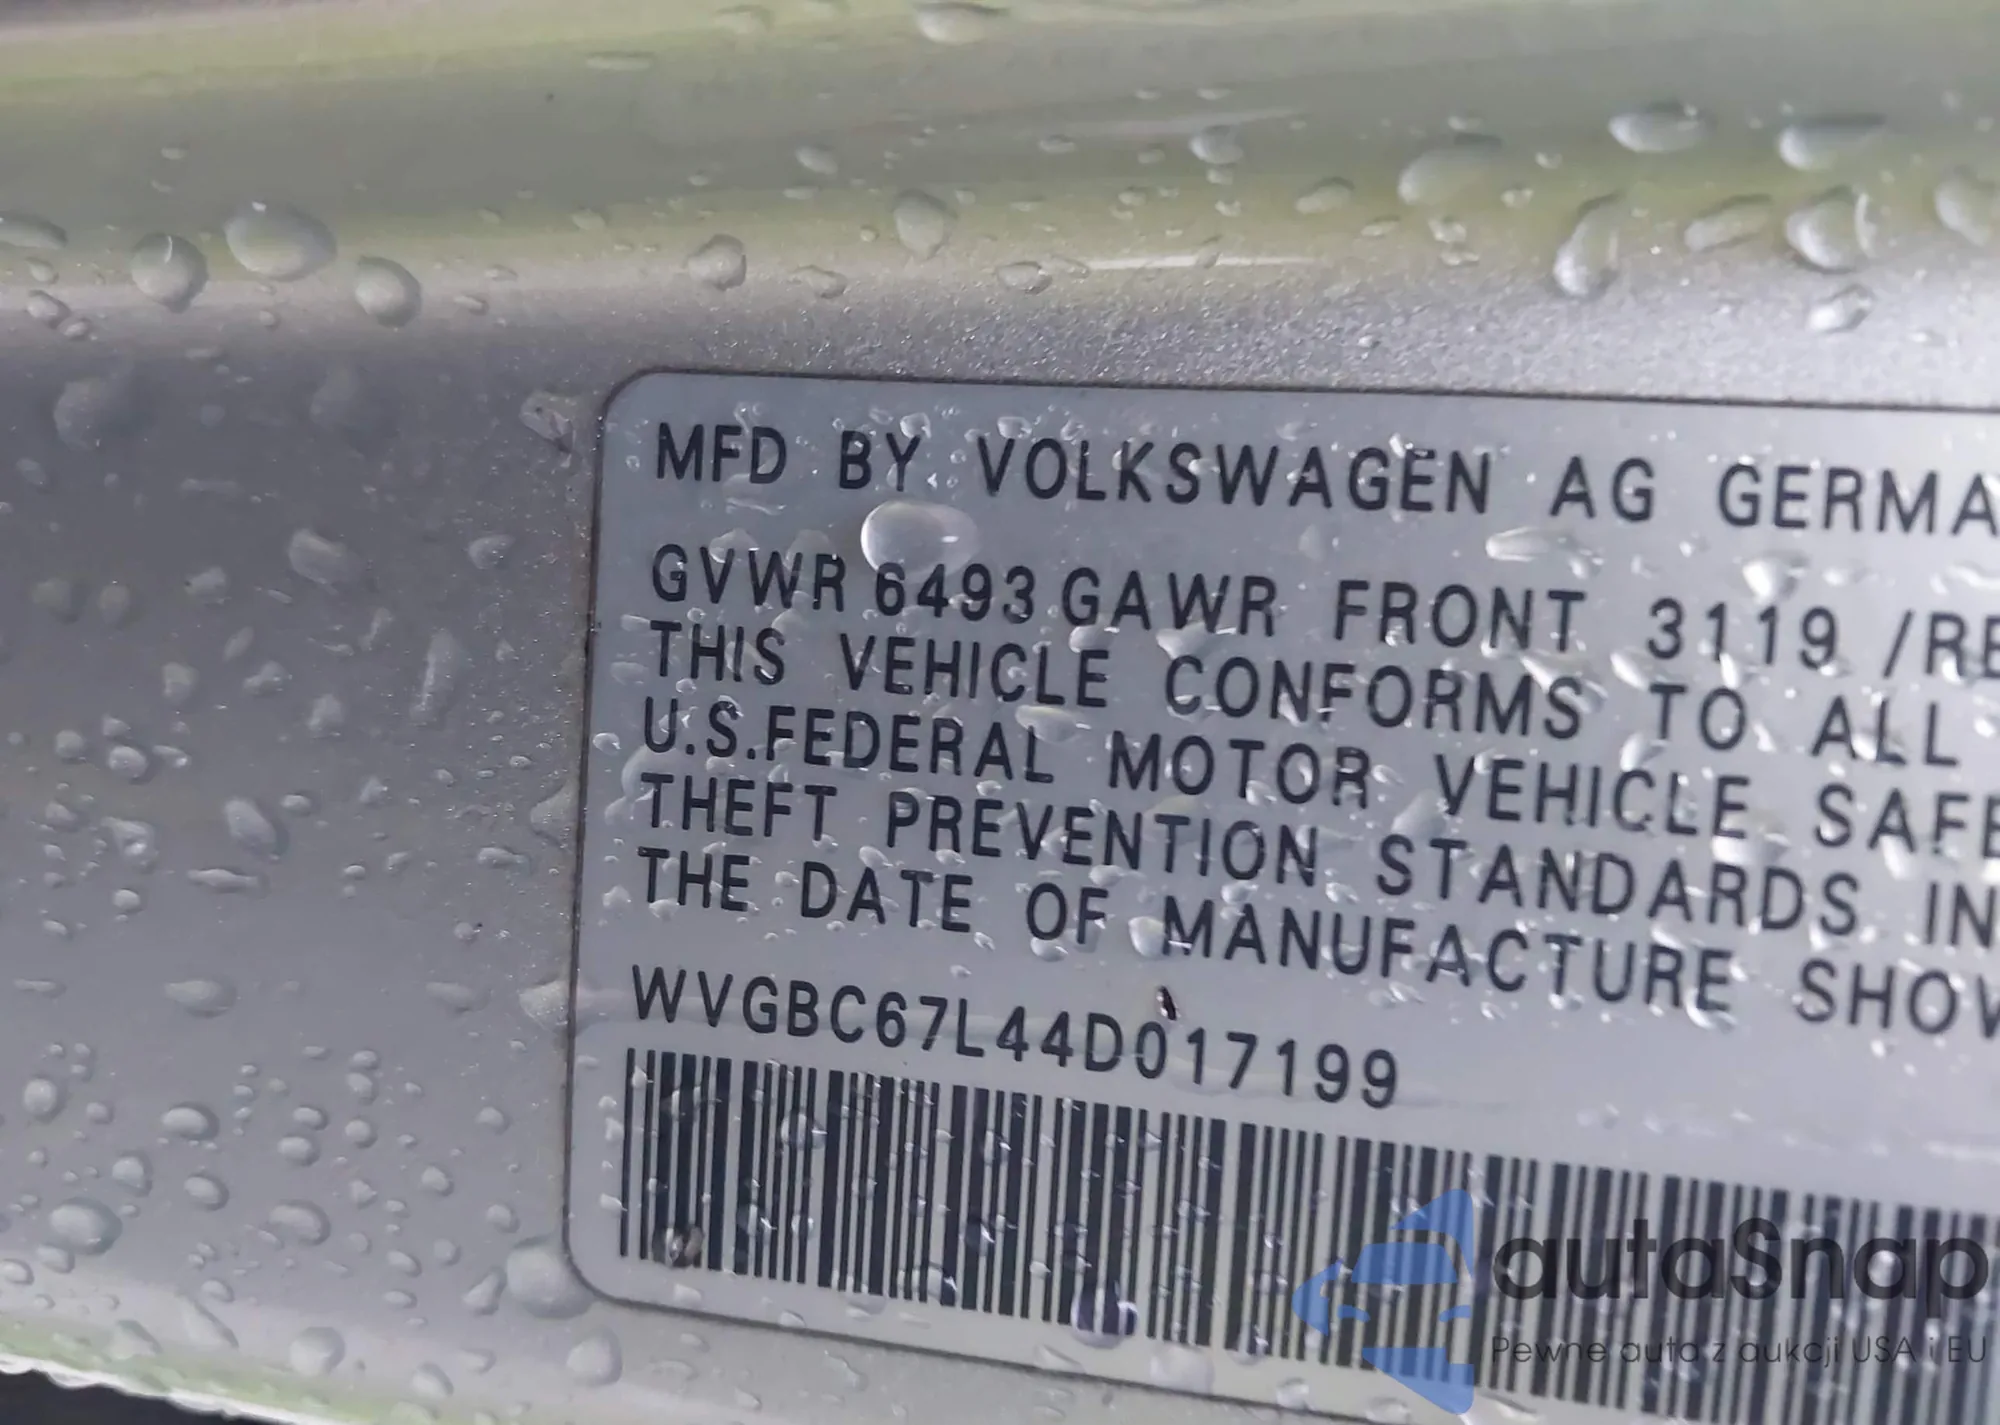 MFD BY VOLKSWAGEN AG GERMA
GVWR 6493 GAWR FRONT 3119 /RE
THIS VEHICLE CONFORMS TO ALL
U.S.FEDERAL MOTOR VEHICLE SAFE
THEFT PREVENTION STANDARDS IN
THE DATE OF MANUFACTURE SHOW
WVGBC67L44D017199
autaSnap
Pewne auta z aukcji USA i EU